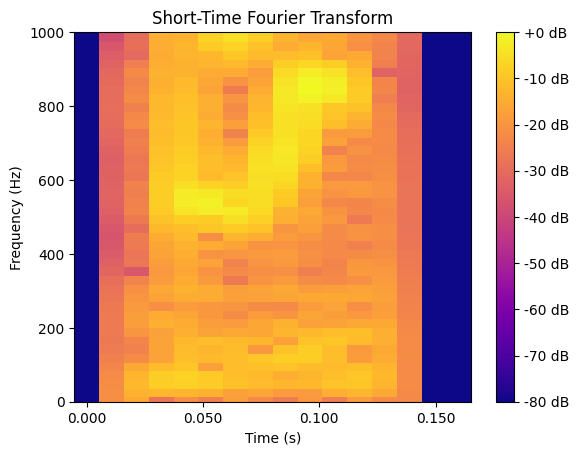 Short-Time Fourier Transform
1000
800
600
400
200
0
Frequency (Hz)
0.000
0.050
0.100
0.150
Time (s)
+0 dB
-10 dB
-20 dB
-30 dB
-40 dB
-50 dB
-60 dB
-70 dB
-80 dB